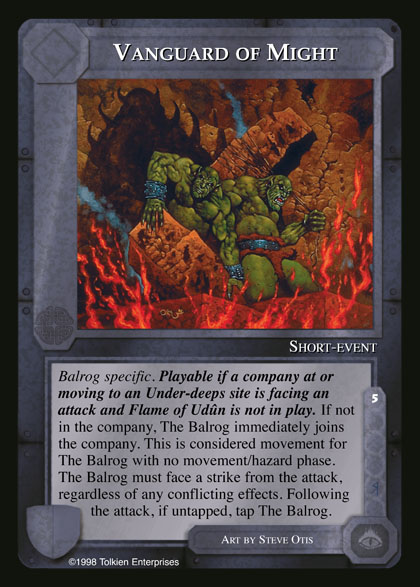 Vanguard of Might
Short-event
Balrog specific. Playable if a company at or
moving to an Under-deeps site is facing an
attack and Flame of Udûn is not in play. If not
in the company, The Balrog immediately joins
the company. This is considered movement for
The Balrog with no movement/hazard phase.
The Balrog must face a strike from the attack,
regardless of any conflicting effects. Following
the attack, if untapped, tap The Balrog.
5
Art by Steve Otis
©1998 Tolkien Enterprises